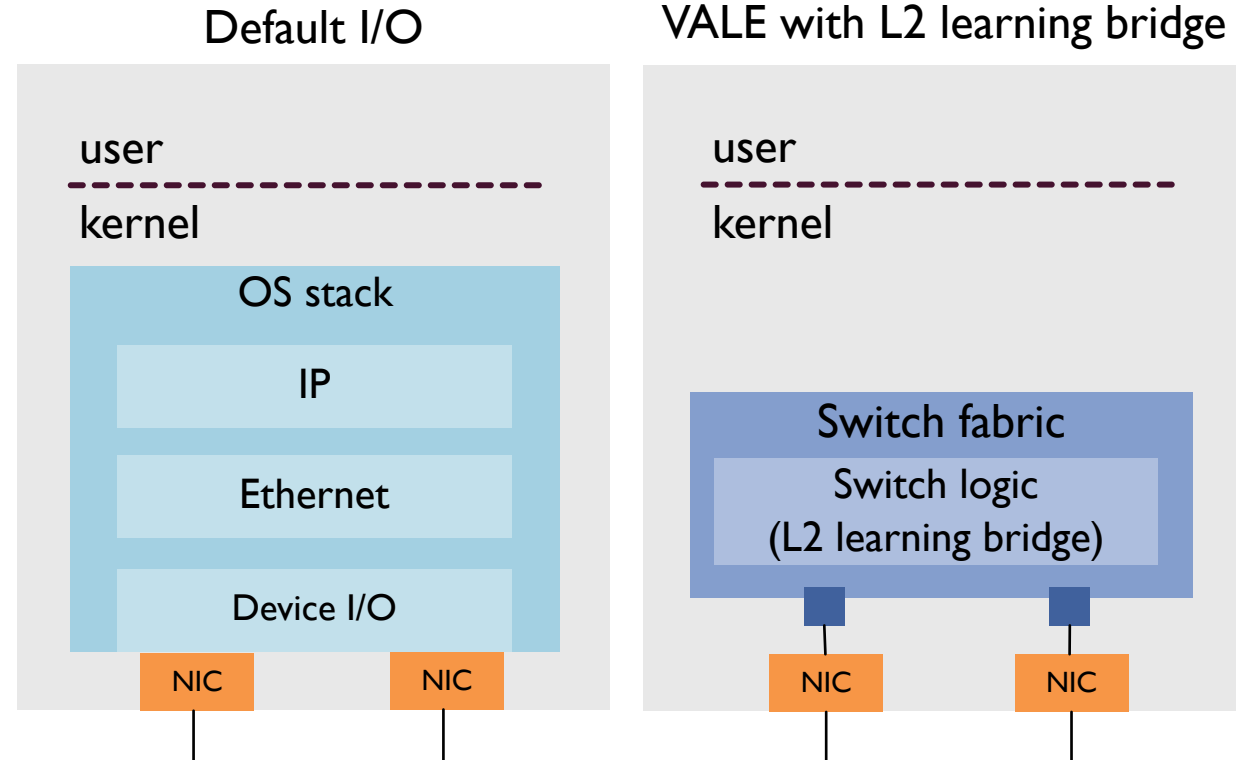 Default I/O
user
kernel
OS stack
IP
Ethernet
Device I/O
NIC
NIC
VALE with L2 learning bridge
user
kernel
Switch fabric
Switch logic
(L2 learning bridge)
NIC
NIC